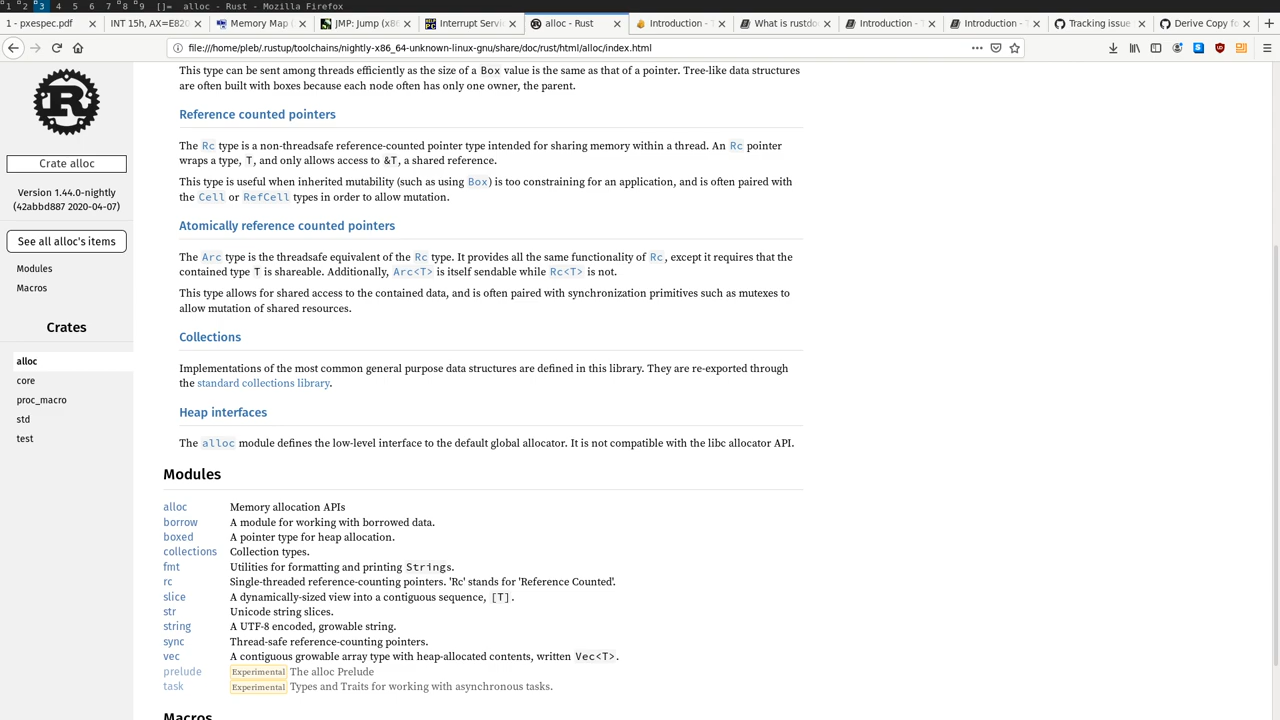 1 2 3 4 5 6 7 8 9 []= alloc - Rust - Mozilla Firefox
1 - pxespec.pdf
INT 15h, AX=E820
Memory Map (
JMP: Jump (x86
Interrupt Servic
alloc - Rust
Introduction - T
What is rustdo
Introduction - T
Introduction - T
Tracking issue
Derive Copy fo
file:///home/pleb/.rustup/toolchains/nightly-x86_64-unknown-linux-gnu/share/doc/rust/html/alloc/index.html
Crate alloc
Version 1.44.0-nightly
(42abbd887 2020-04-07)
See all alloc's items
Modules
Macros
Crates
alloc
core
proc_macro
std
test
This type can be sent among threads efficiently as the size of a Box value is the same as that of a pointer. Tree-like data structures
are often built with boxes because each node often has only one owner, the parent.
Reference counted pointers
The Rc type is a non-threadsafe reference-counted pointer type intended for sharing memory within a thread. An Rc pointer
wraps a type, T, and only allows access to &T, a shared reference.
This type is useful when inherited mutability (such as using Box) is too constraining for an application, and is often paired with
the Cell or RefCell types in order to allow mutation.
Atomically reference counted pointers
The Arc type is the threadsafe equivalent of the Rc type. It provides all the same functionality of Rc, except it requires that the
contained type T is shareable. Additionally, Arc<T> is itself sendable while Rc<T> is not.
This type allows for shared access to the contained data, and is often paired with synchronization primitives such as mutexes to
allow mutation of shared resources.
Collections
Implementations of the most common general purpose data structures are defined in this library. They are re-exported through
the standard collections library.
Heap interfaces
The alloc module defines the low-level interface to the default global allocator. It is not compatible with the libc allocator API.
Modules
alloc Memory allocation APIs
borrow A module for working with borrowed data.
boxed A pointer type for heap allocation.
collections Collection types.
fmt Utilities for formatting and printing Strings.
rc Single-threaded reference-counting pointers. 'Rc' stands for 'Reference Counted'.
slice A dynamically-sized view into a contiguous sequence, [T].
str Unicode string slices.
string A UTF-8 encoded, growable string.
sync Thread-safe reference-counting pointers.
vec A contiguous growable array type with heap-allocated contents, written Vec<T>.
prelude Experimental The alloc Prelude
task Experimental Types and Traits for working with asynchronous tasks.
Macros